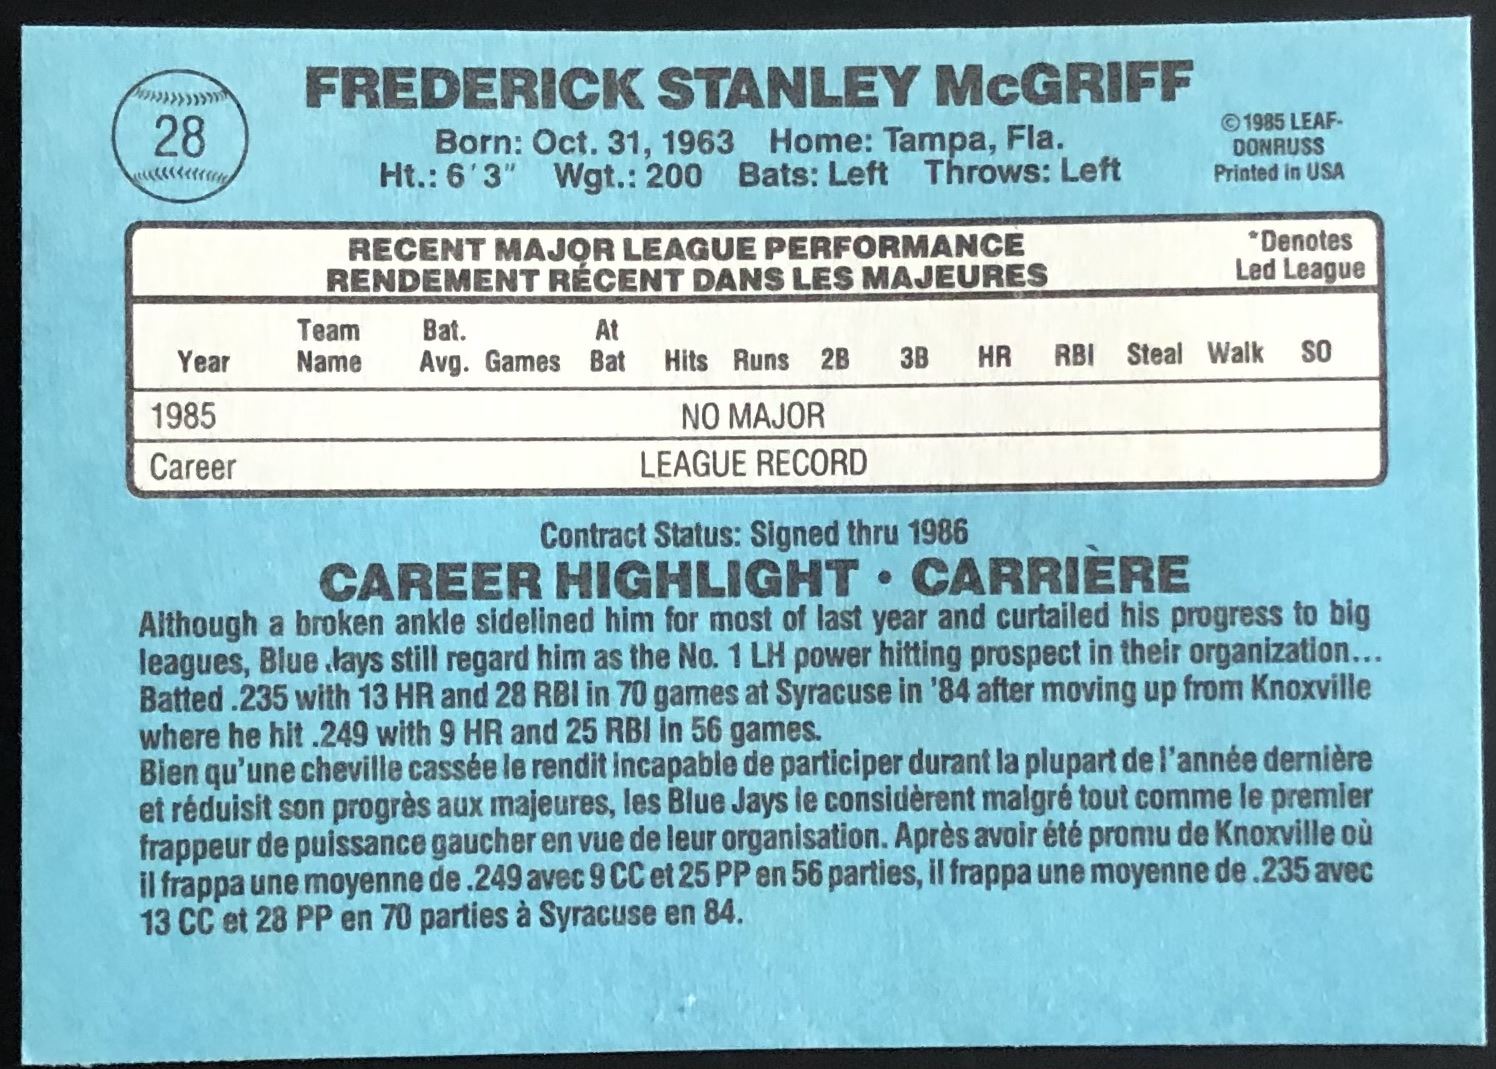 28
FREDERICK STANLEY McGRIFF
Born: Oct. 31, 1963 Home: Tampa, Fla.
Ht.: 6'3" Wgt.: 200 Bats: Left Throws: Left
©1985 LEAF-
DONRUSS
Printed in USA
RECENT MAJOR LEAGUE PERFORMANCE
RENDEMENT RÉCENT DANS LES MAJEURES
*Denotes
Led League
Year Team Name Bat. Avg. Games At Bat Hits Runs 2B 3B HR RBI Steal Walk SO
1985 NO MAJOR
Career LEAGUE RECORD
Contract Status: Signed thru 1986
CAREER HIGHLIGHT • CARRIÈRE
Although a broken ankle sidelined him for most of last year and curtailed his progress to big
leagues, Blue Jays still regard him as the No. 1 LH power hitting prospect in their organization...
Batted .235 with 13 HR and 28 RBI in 70 games at Syracuse in '84 after moving up from Knoxville
where he hit .249 with 9 HR and 25 RBI in 56 games.
Bien qu'une cheville cassée le rendit incapable de participer durant la plupart de l'année dernière
et réduisit son progrès aux majeures, les Blue Jays le considèrent malgré tout comme le premier
frappeur de puissance gaucher en vue de leur organisation. Après avoir été promu de Knoxville où
il frappa une moyenne de .249 avec 9 CC et 25 PP en 56 parties, il frappa une moyenne de .235 avec
13 CC et 28 PP en 70 parties à Syracuse en 84.